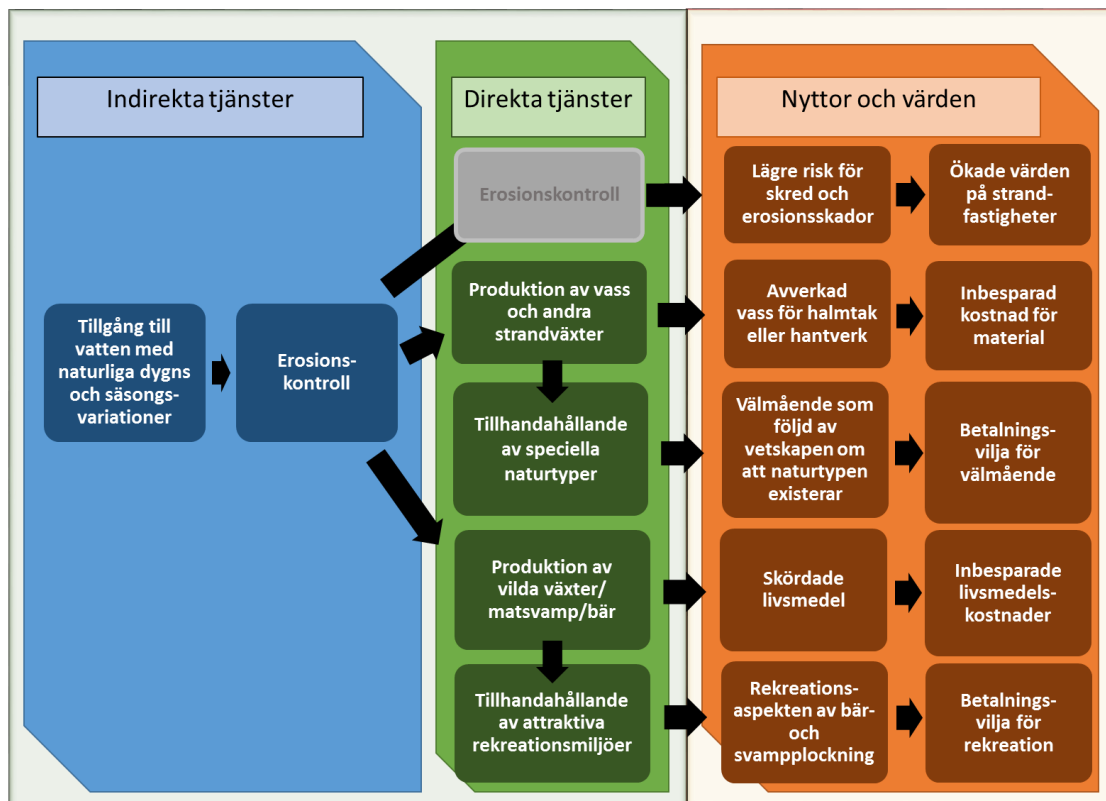 Indirekta tjänster
Direkta tjänster
Nyttor och värden
Tillgång till
vatten med
naturliga dygns
och säsongs-
variationer
Erosions-
kontroll
Erosionskontroll
Lägre risk för
skred och
erosionsskador
Ökade värden
på strand-
fastigheter
Produktion av vass
och andra
strandväxter
Avverkad
vass för halmtak
eller hantverk
Inbesparad
kostnad för
material
Tillhandahållande
av speciella
naturtyper
Välmående som
följd av
vetskapen om
att naturtypen
existerar
Betalnings-
vilja för
välmående
Produktion av
vilda växter/
matsvamp/bär
Skördade
livsmedel
Inbesparade
livsmedels-
kostnader
Tillhandahållande
av attraktiva
rekreationsmiljöer
Rekreations-
aspekten av bär-
och
svampplockning
Betalnings-
vilja för
rekreation